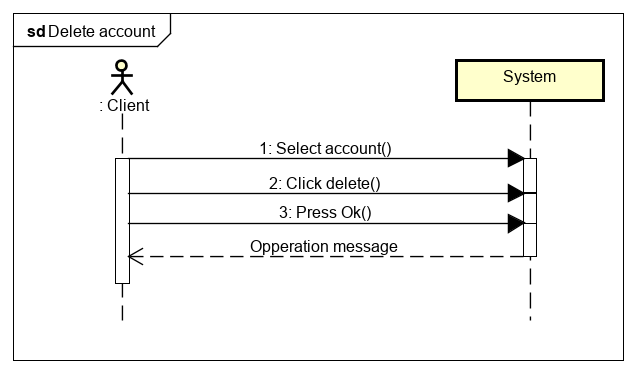 sd Delete account
: Client
System
1: Select account()
2: Click delete()
3: Press Ok()
Opperation message